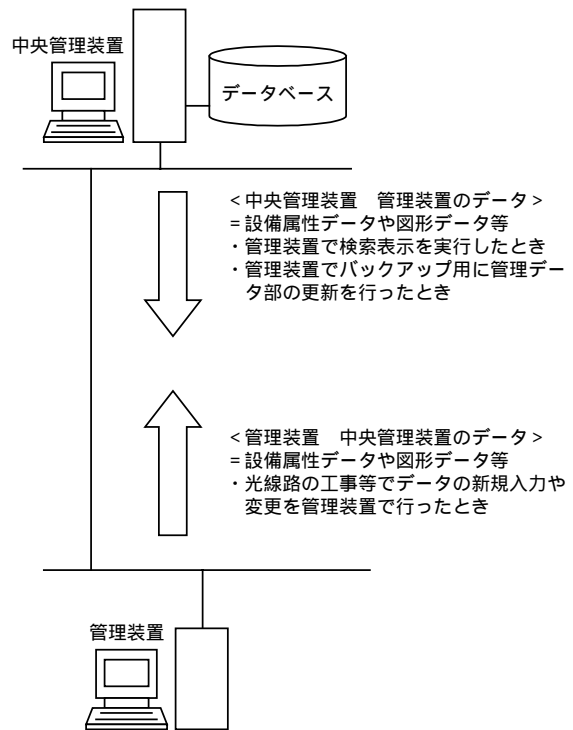 中央管理装置
データベース
<中央管理装置　管理装置のデータ>
=設備属性データや図形データ等
・管理装置で検索表示を実行したとき
・管理装置でバックアップ用に管理デー
タ部の更新を行ったとき
<管理装置　中央管理装置のデータ>
=設備属性データや図形データ等
・光線路の工事等でデータの新規入力や
変更を管理装置で行ったとき
管理装置